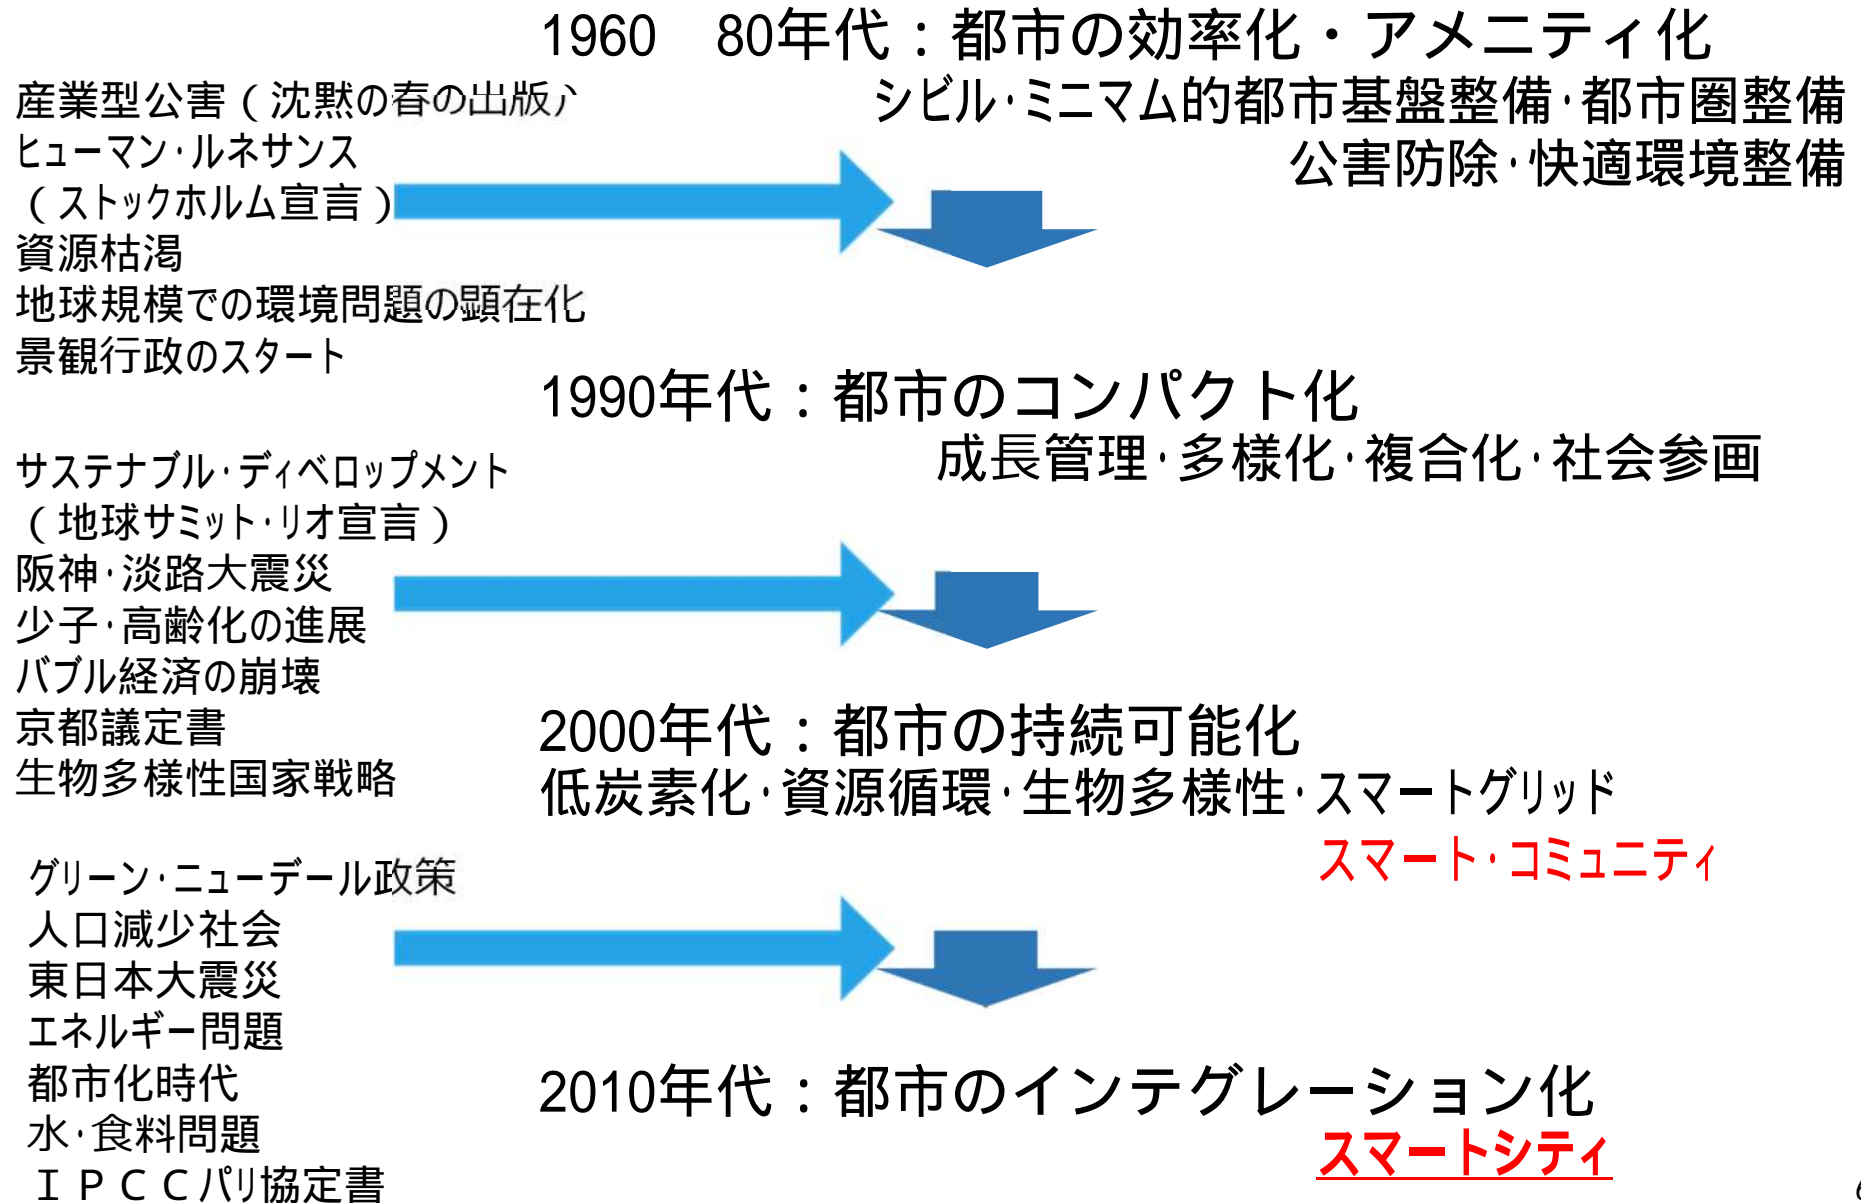 1960　80年代：都市の効率化・アメニティ化
シビル･ミニマム的都市基盤整備･都市圏整備
公害防除･快適環境整備
産業型公害（沈黙の春の出版）
ヒューマン･ルネサンス
（ストックホルム宣言）
資源枯渇
地球規模での環境問題の顕在化
景観行政のスタート
1990年代：都市のコンパクト化
成長管理･多様化･複合化･社会参画
サステナブル･ディベロップメント
（地球サミット･リオ宣言）
阪神･淡路大震災
少子･高齢化の進展
バブル経済の崩壊
京都議定書
生物多様性国家戦略
2000年代：都市の持続可能化
低炭素化･資源循環･生物多様性･スマートグリッド
スマート･コミュニティ
グリーン･ニューデール政策
人口減少社会
東日本大震災
エネルギー問題
都市化時代
水･食料問題
ＩＰＣＣパリ協定書
2010年代：都市のインテグレーション化
スマートシティ